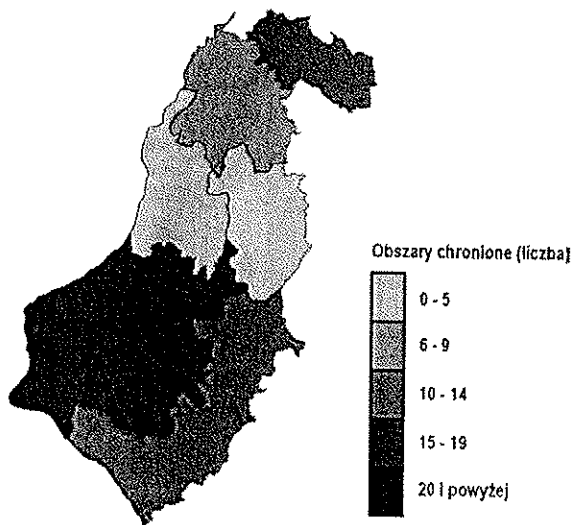 Obszary chronione (liczba)
0 - 5
6 - 9
10 - 14
15 - 19
20 i powyżej